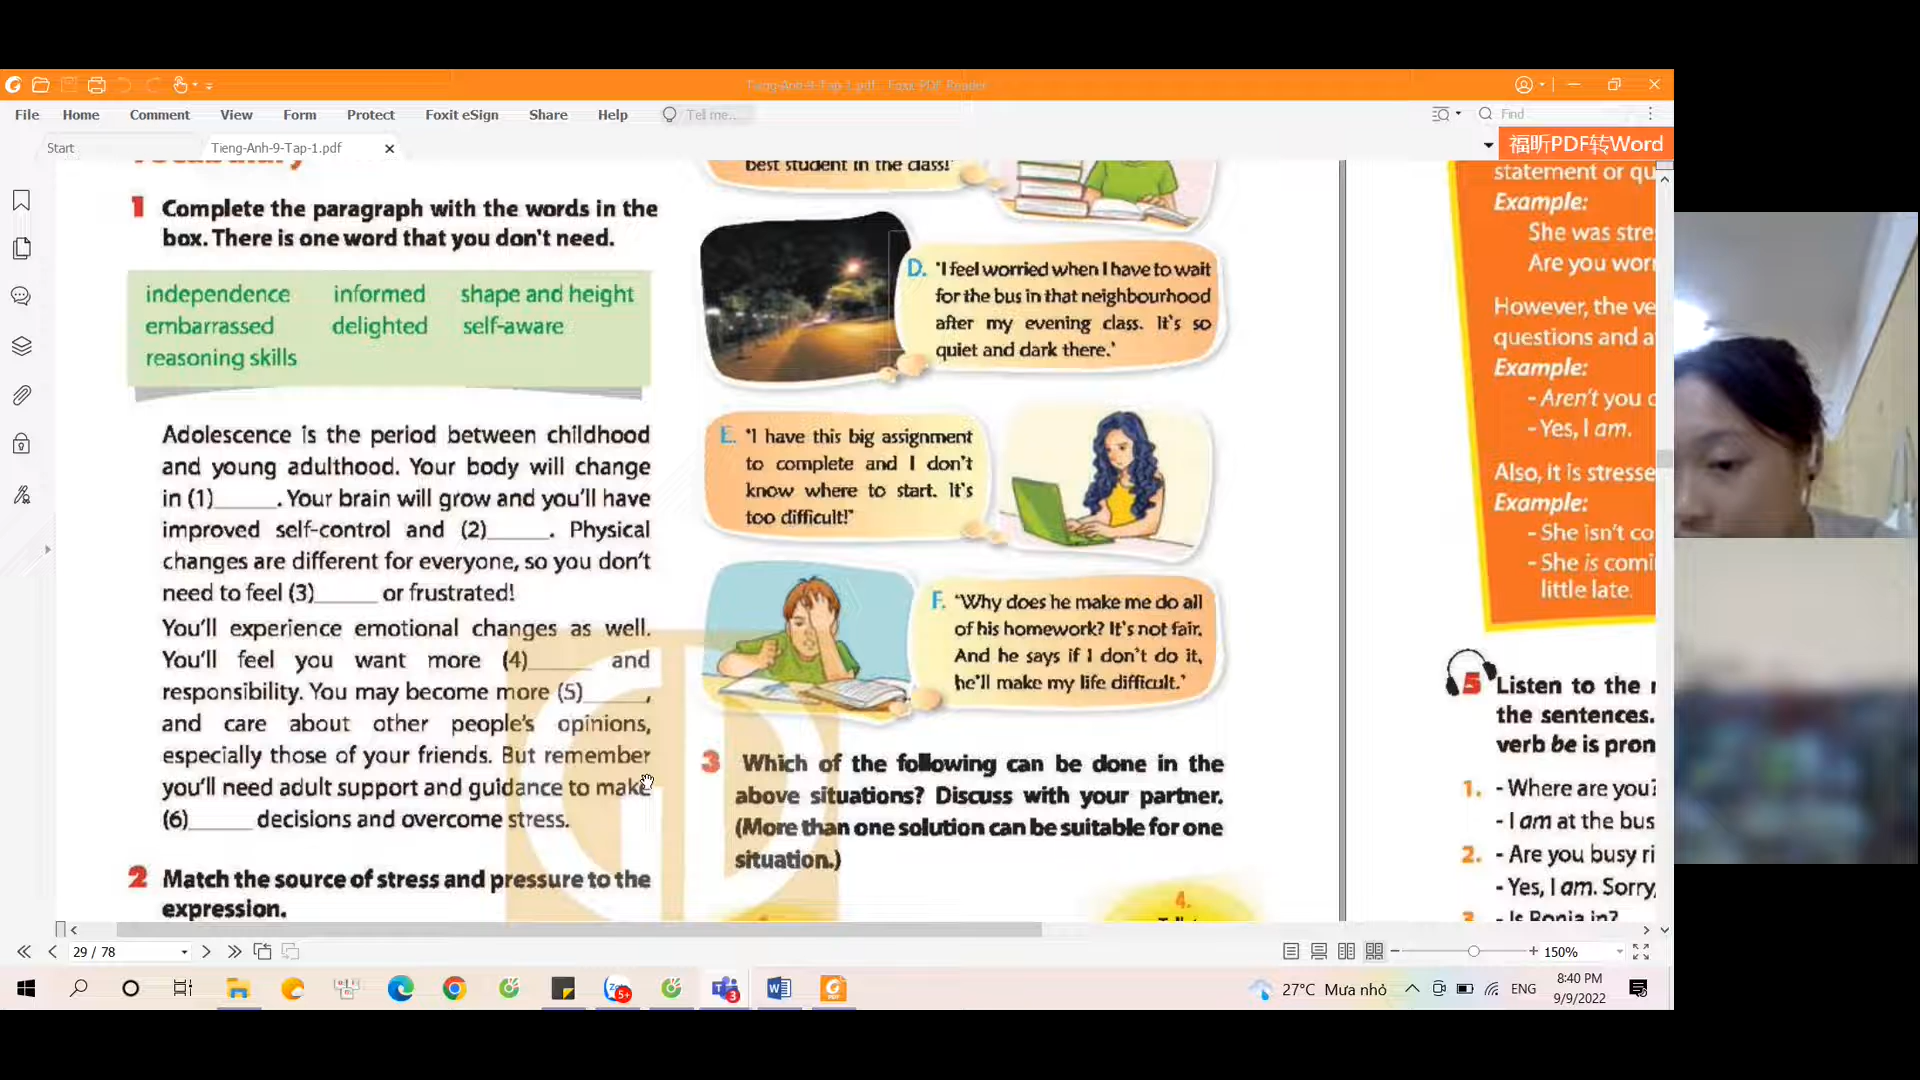 Tieng-Anh-9-Tap-1.pdf - Foxit PDF Reader
File Home Comment View Form Protect Foxit eSign Share Help Tell me... Find
Start Tieng-Anh-9-Tap-1.pdf
福昕PDF转Word
Vocabulary
1 Complete the paragraph with the words in the
box. There is one word that you don't need.
independence informed shape and height
embarrassed delighted self-aware
reasoning skills
Adolescence is the period between childhood
and young adulthood. Your body will change
in (1)______. Your brain will grow and you'll have
improved self-control and (2)______. Physical
changes are different for everyone, so you don't
need to feel (3)______ or frustrated!
You'll experience emotional changes as well.
You'll feel you want more (4)______ and
responsibility. You may become more (5)______,
and care about other people's opinions,
especially those of your friends. But remember
you'll need adult support and guidance to make
(6)______ decisions and overcome stress.
2 Match the source of stress and pressure to the
expression.
best student in the class!'
D. 'I feel worried when I have to wait
for the bus in that neighbourhood
after my evening class. It's so
quiet and dark there.'
E. 'I have this big assignment
to complete and I don't
know where to start. It's
too difficult!'
F. 'Why does he make me do all
of his homework? It's not fair.
And he says if I don't do it,
he'll make my life difficult.'
3 Which of the following can be done in the
above situations? Discuss with your partner.
(More than one solution can be suitable for one
situation.)
4.
statement or qu
Example:
She was stre
Are you worr
However, the ve
questions and a
Example:
- Aren't you c
- Yes, I am.
Also, it is stresse
Example:
- She isn't co
- She is comi
little late.
5 Listen to the r
the sentences.
verb be is pron
1. - Where are you?
- I am at the bus
2. - Are you busy ri
- Yes, I am. Sorry,
3. - Is Ronia in?
29 / 78
150%
Zalo 5+
3
27°C Mưa nhỏ
ENG
8:40 PM
9/9/2022